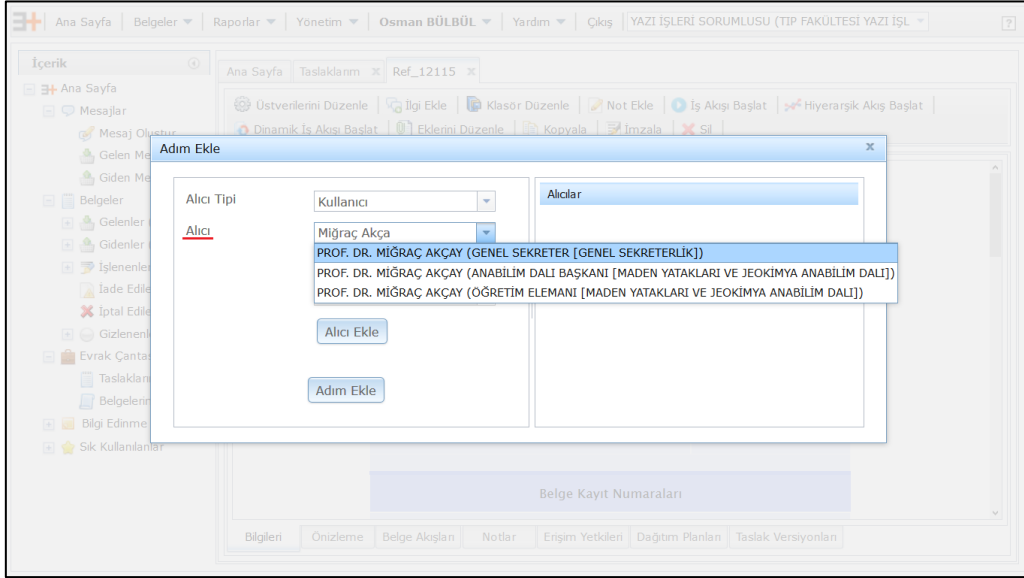 Ana Sayfa Belgeler Raporlar Yönetim Osman BÜLBÜL Yardım Çıkış YAZI İŞLERİ SORUMLUSU (TIP FAKÜLTESİ YAZI İŞL
İçerik
Ana Sayfa
Mesajlar
Mesaj Oluştur
Gelen Me
Giden Me
Belgeler
Gelenler
Gidenler
İşlenenler
İade Edile
İptal Edile
Gizlenenl
Evrak Çantas
Taslakları
Belgelerin
Bilgi Edinme
Sık Kullanılanlar
Ana Sayfa Taslaklarım Ref_12115
Üstverilerini Düzenle İlgi Ekle Klasör Düzenle Not Ekle İş Akışı Başlat Hiyerarşik Akış Başlat
Dinamik İş Akışı Başlat Eklerini Düzenle Kopyala İmzala Sil
Adım Ekle x
Alıcı Tipi Kullanıcı
Alıcı Miğraç Akça
PROF. DR. MİĞRAÇ AKÇAY (GENEL SEKRETER [GENEL SEKRETERLİK])
PROF. DR. MİĞRAÇ AKÇAY (ANABİLİM DALI BAŞKANI [MADEN YATAKLARI VE JEOKİMYA ANABİLİM DALI])
PROF. DR. MİĞRAÇ AKÇAY (ÖĞRETİM ELEMANI [MADEN YATAKLARI VE JEOKİMYA ANABİLİM DALI])
Alıcı Ekle
Adım Ekle
Alıcılar
Belge Kayıt Numaraları
Bilgileri Önizleme Belge Akışları Notlar Erişim Yetkileri Dağıtım Planları Taslak Versiyonları